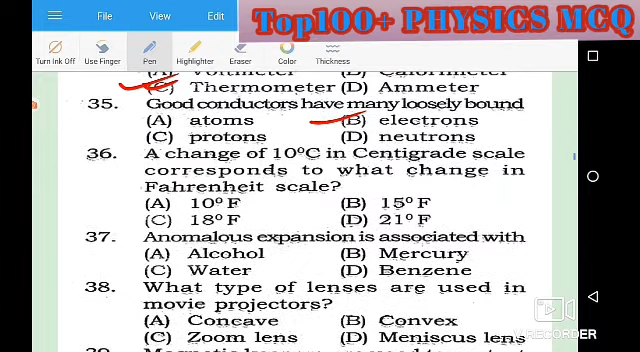 File View Edit
Top100+ PHYSICS MCQ
Turn Ink Off Use Finger Pen Highlighter Eraser Color Thickness
(A) Voltmeter (B) Calorimeter
(C) Thermometer (D) Ammeter
35. Good conductors have many loosely bound
(A) atoms (B) electrons
(C) protons (D) neutrons
36. A change of 10°C in Centigrade scale
corresponds to what change in
Fahrenheit scale?
(A) 10° F (B) 15° F
(C) 18° F (D) 21° F
37. Anomalous expansion is associated with
(A) Alcohol (B) Mercury
(C) Water (D) Benzene
38. What type of lenses are used in
movie projectors?
(A) Concave (B) Convex
(C) Zoom lens (D) Meniscus lens
39.
V RECORDER